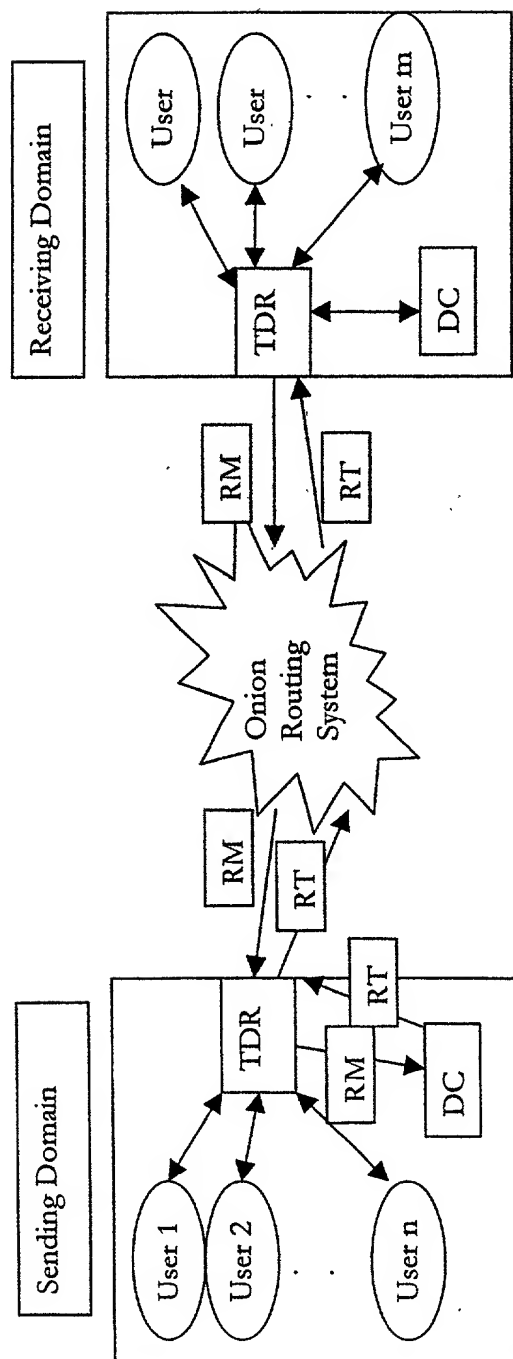 Sending Domain
Receiving Domain
User 1
User 2
. .
User n
TDR
RM
RT
DC
RM
RT
Onion
Routing
System
RM
RT
TDR
DC
User
User
. .
User m